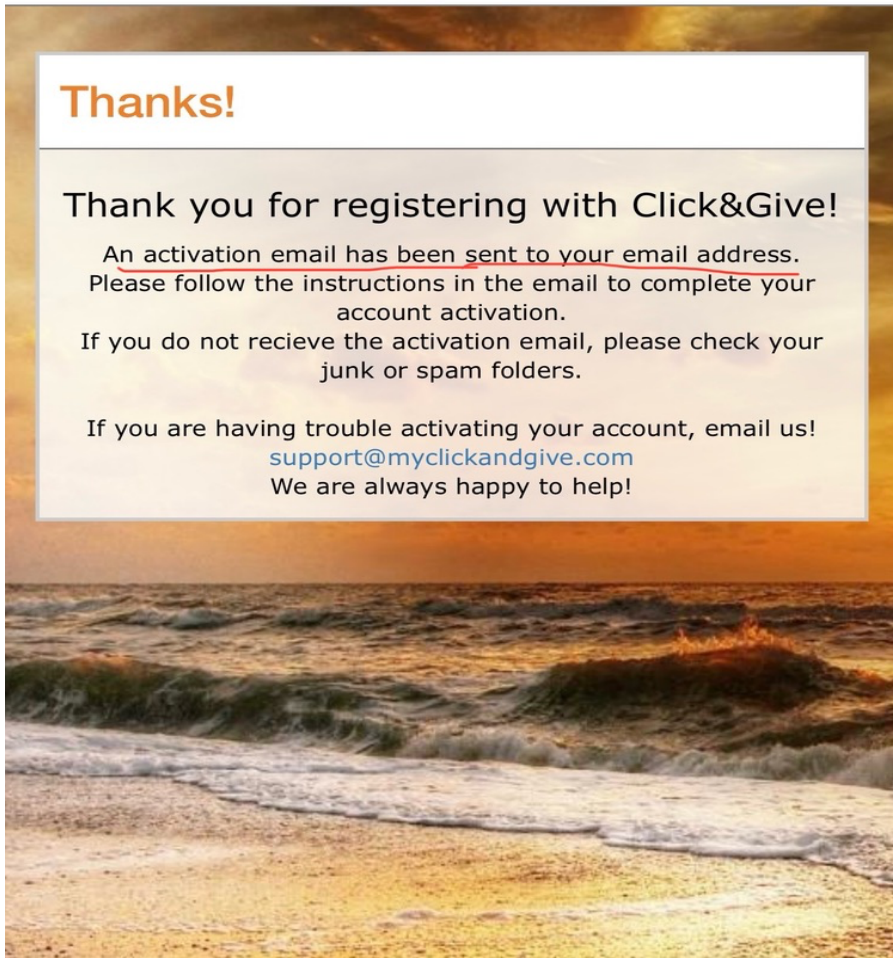 Thanks!
Thank you for registering with Click&Give!
An activation email has been sent to your email address.
Please follow the instructions in the email to complete your
account activation.
If you do not recieve the activation email, please check your
junk or spam folders.
If you are having trouble activating your account, email us!
support@myclickandgive.com
We are always happy to help!